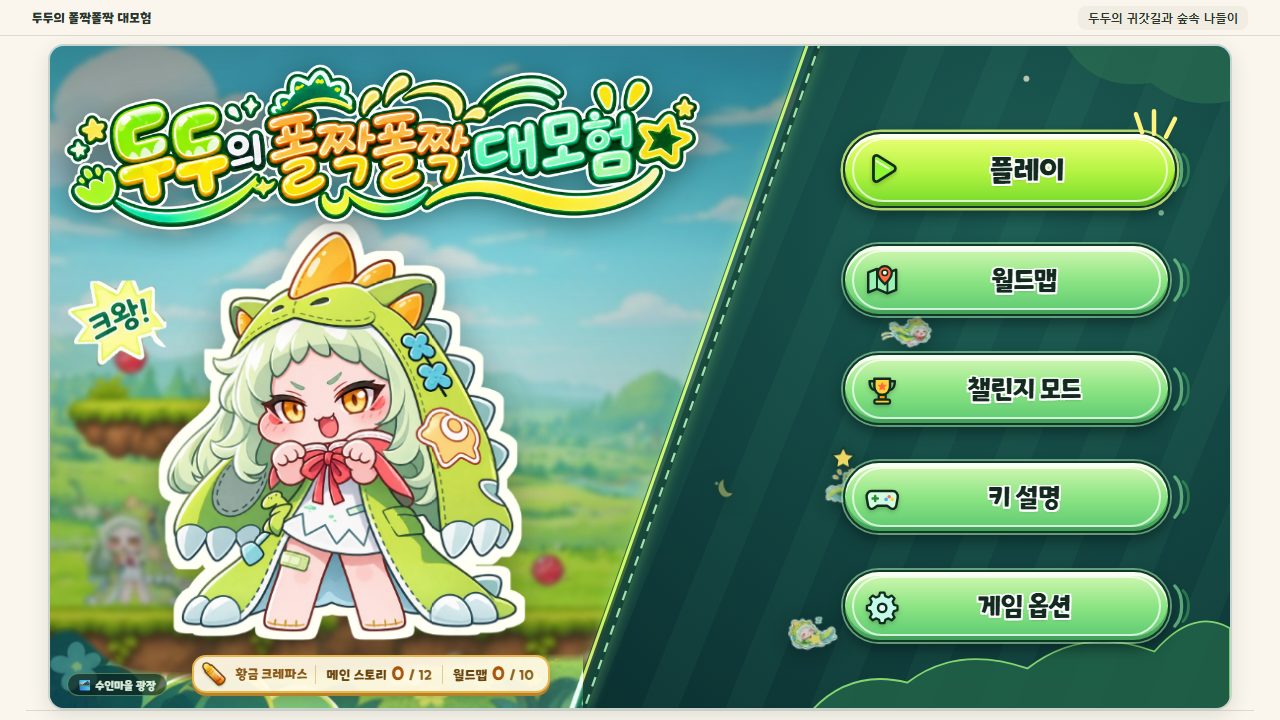 두두의 폴짝폴짝 대모험
두두의 귀갓길과 숲속 나들이
두두의 폴짝폴짝 대모험
크왕!
플레이
월드맵
챌린지 모드
키 설명
게임 옵션
황금 크레파스 메인 스토리 0 / 12 월드맵 0 / 10
수인마을 광장